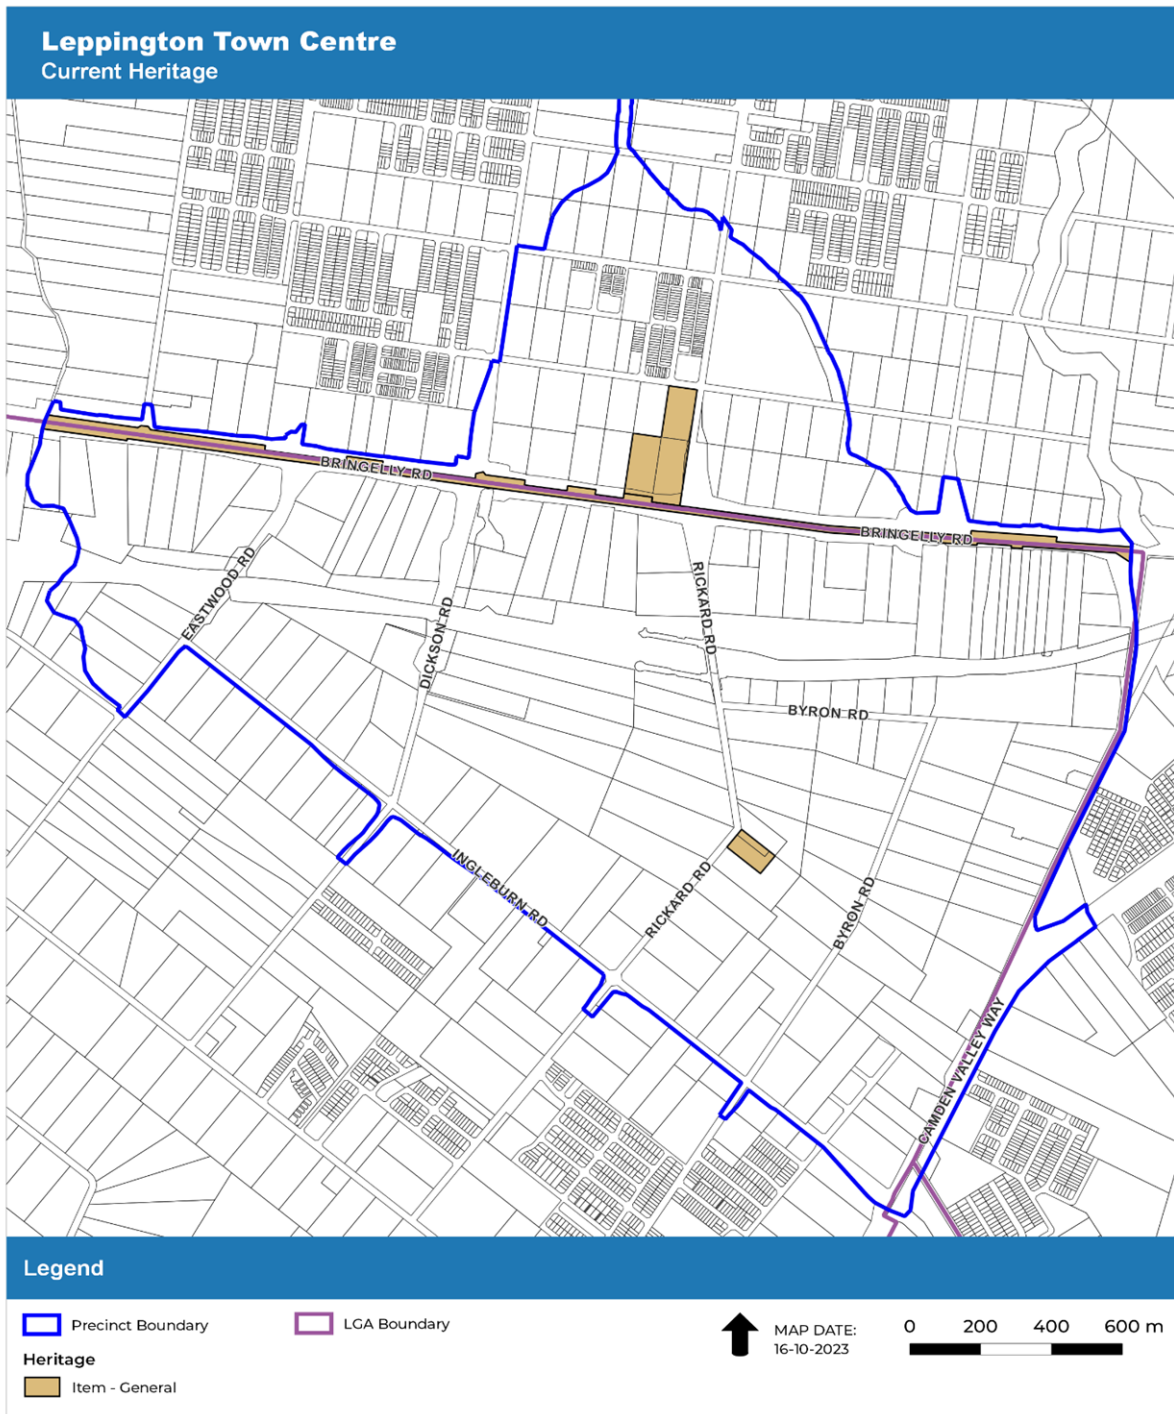 Leppington Town Centre
Current Heritage
BRINGELLY RD
BRINGELLY RD
EASTWOOD RD
DICKSON RD
RICKARD RD
BYRON RD
INGLEBURN RD
RICKARD RD
BYRON RD
CAMDEN VALLEY WAY
Legend
Precinct Boundary
LGA Boundary
Heritage
Item - General
MAP DATE:
16-10-2023
0 200 400 600 m